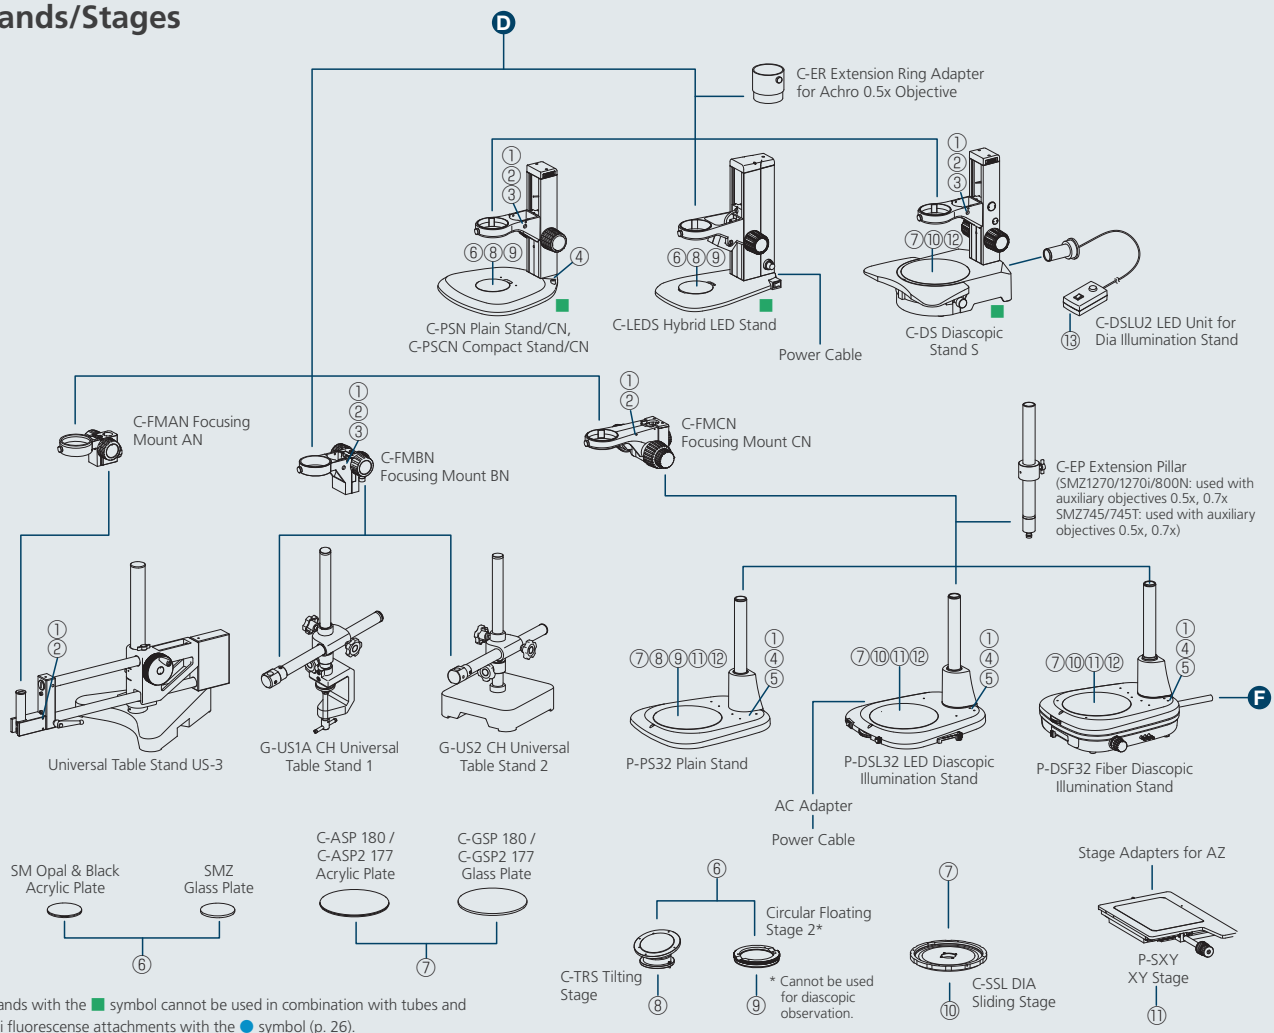 ands/Stages
D
C-ER Extension Ring Adapter
for Achro 0.5x Objective
①
②
③
⑥⑧⑨
④
C-PSN Plain Stand/CN,
C-PSCN Compact Stand/CN
⑥⑧⑨
C-LEDS Hybrid LED Stand
Power Cable
①
②
③
⑦⑩⑫
C-DS Diascopic
Stand S
⑬
C-DSLU2 LED Unit for
Dia Illumination Stand
C-FMAN Focusing
Mount AN
①
②
③
C-FMBN
Focusing Mount BN
①
②
C-FMCN
Focusing Mount CN
C-EP Extension Pillar
(SMZ1270/1270i/800N: used with
auxiliary objectives 0.5x, 0.7x
SMZ745/745T: used with auxiliary
objectives 0.5x, 0.7x)
①
②
Universal Table Stand US-3
G-US1A CH Universal
Table Stand 1
G-US2 CH Universal
Table Stand 2
⑦⑧⑨⑪⑫
①
④
⑤
P-PS32 Plain Stand
⑦⑩⑪⑫
①
④
⑤
P-DSL32 LED Diascopic
Illumination Stand
AC Adapter
Power Cable
⑦⑩⑪⑫
①
④
⑤
F
P-DSF32 Fiber Diascopic
Illumination Stand
SM Opal & Black
Acrylic Plate
SMZ
Glass Plate
⑥
C-ASP 180 /
C-ASP2 177
Acrylic Plate
C-GSP 180 /
C-GSP2 177
Glass Plate
⑦
⑥
C-TRS Tilting
Stage
⑧
Circular Floating
Stage 2*
⑨
* Cannot be used
for diascopic
observation.
⑦
C-SSL DIA
Sliding Stage
⑩
Stage Adapters for AZ
P-SXY
XY Stage
⑪
ands with the ■ symbol cannot be used in combination with tubes and
i fluorescense attachments with the ● symbol (p. 26).